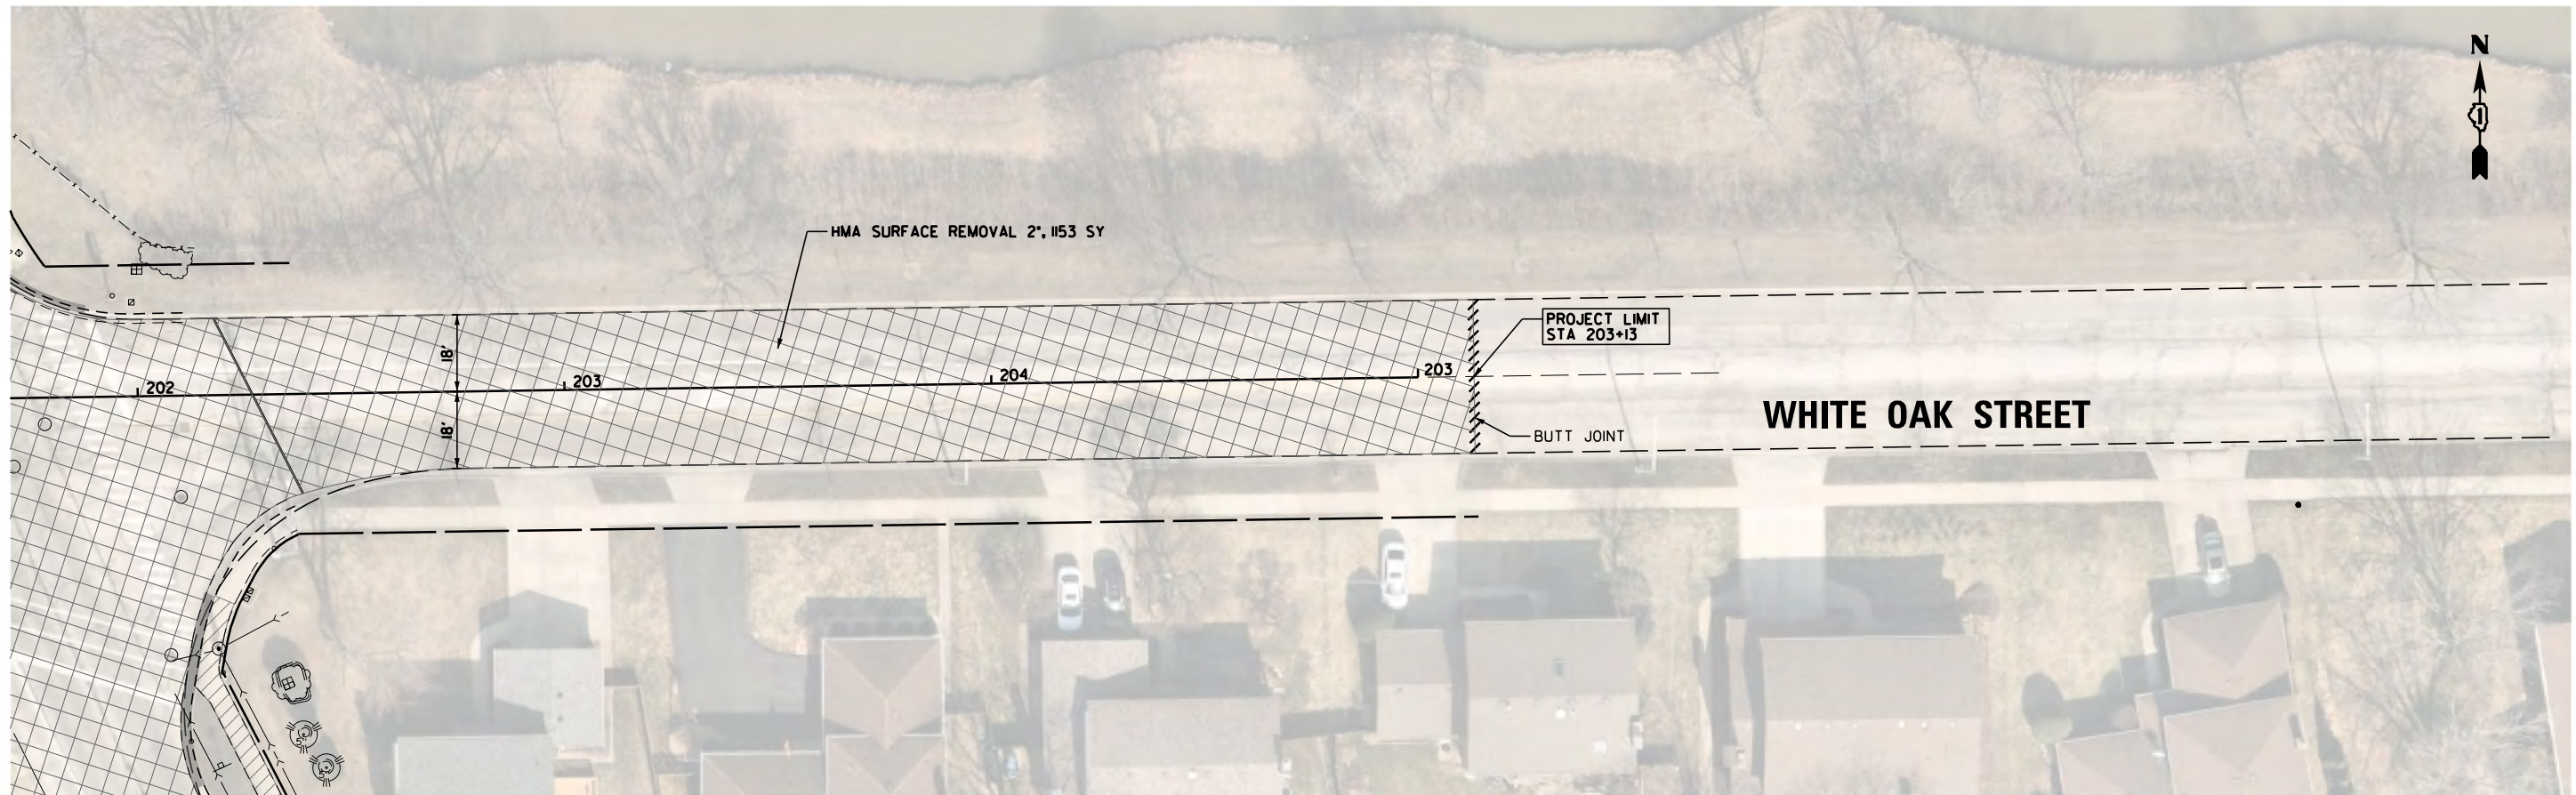 N
1
HMA SURFACE REMOVAL 2", 1153 SY
PROJECT LIMIT
STA 203+13
18'
202
203
204
203
18'
BUTT JOINT
WHITE OAK STREET